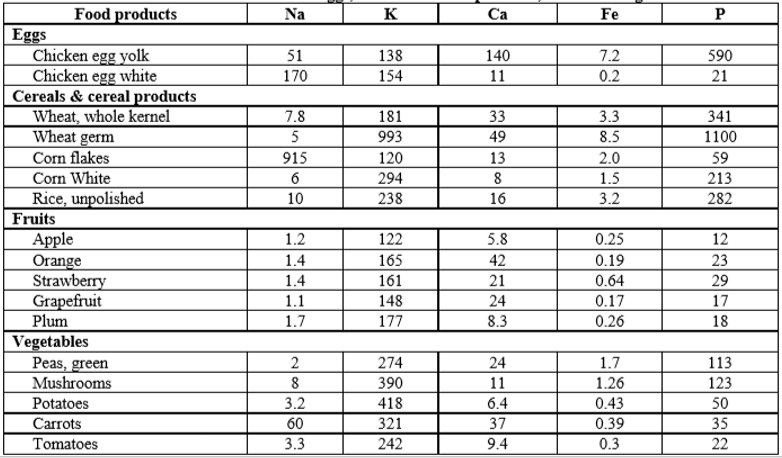 Food products Na K Ca Fe P
Eggs
Chicken egg yolk 51 138 140 7.2 590
Chicken egg white 170 154 11 0.2 21
Cereals & cereal products
Wheat, whole kernel 7.8 181 33 3.3 341
Wheat germ 5 993 49 8.5 1100
Corn flakes 915 120 13 2.0 59
Corn White 6 294 8 1.5 213
Rice, unpolished 10 238 16 3.2 282
Fruits
Apple 1.2 122 5.8 0.25 12
Orange 1.4 165 42 0.19 23
Strawberry 1.4 161 21 0.64 29
Grapefruit 1.1 148 24 0.17 17
Plum 1.7 177 8.3 0.26 18
Vegetables
Peas, green 2 274 24 1.7 113
Mushrooms 8 390 11 1.26 123
Potatoes 3.2 418 6.4 0.43 50
Carrots 60 321 37 0.39 35
Tomatoes 3.3 242 9.4 0.3 22